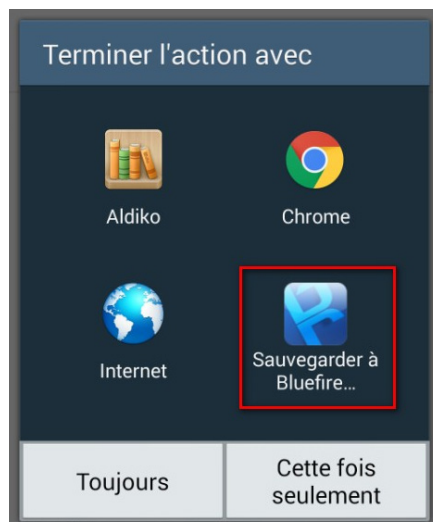 Terminer l'action avec
Aldiko
Chrome
Internet
Sauvegarder à
Bluefire...
Toujours
Cette fois
seulement